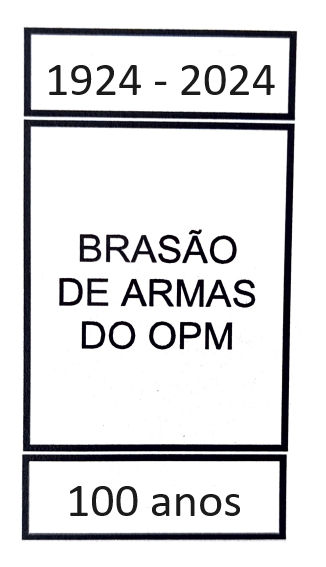 1924 - 2024
BRASÃO
DE ARMAS
DO OPM
100 anos